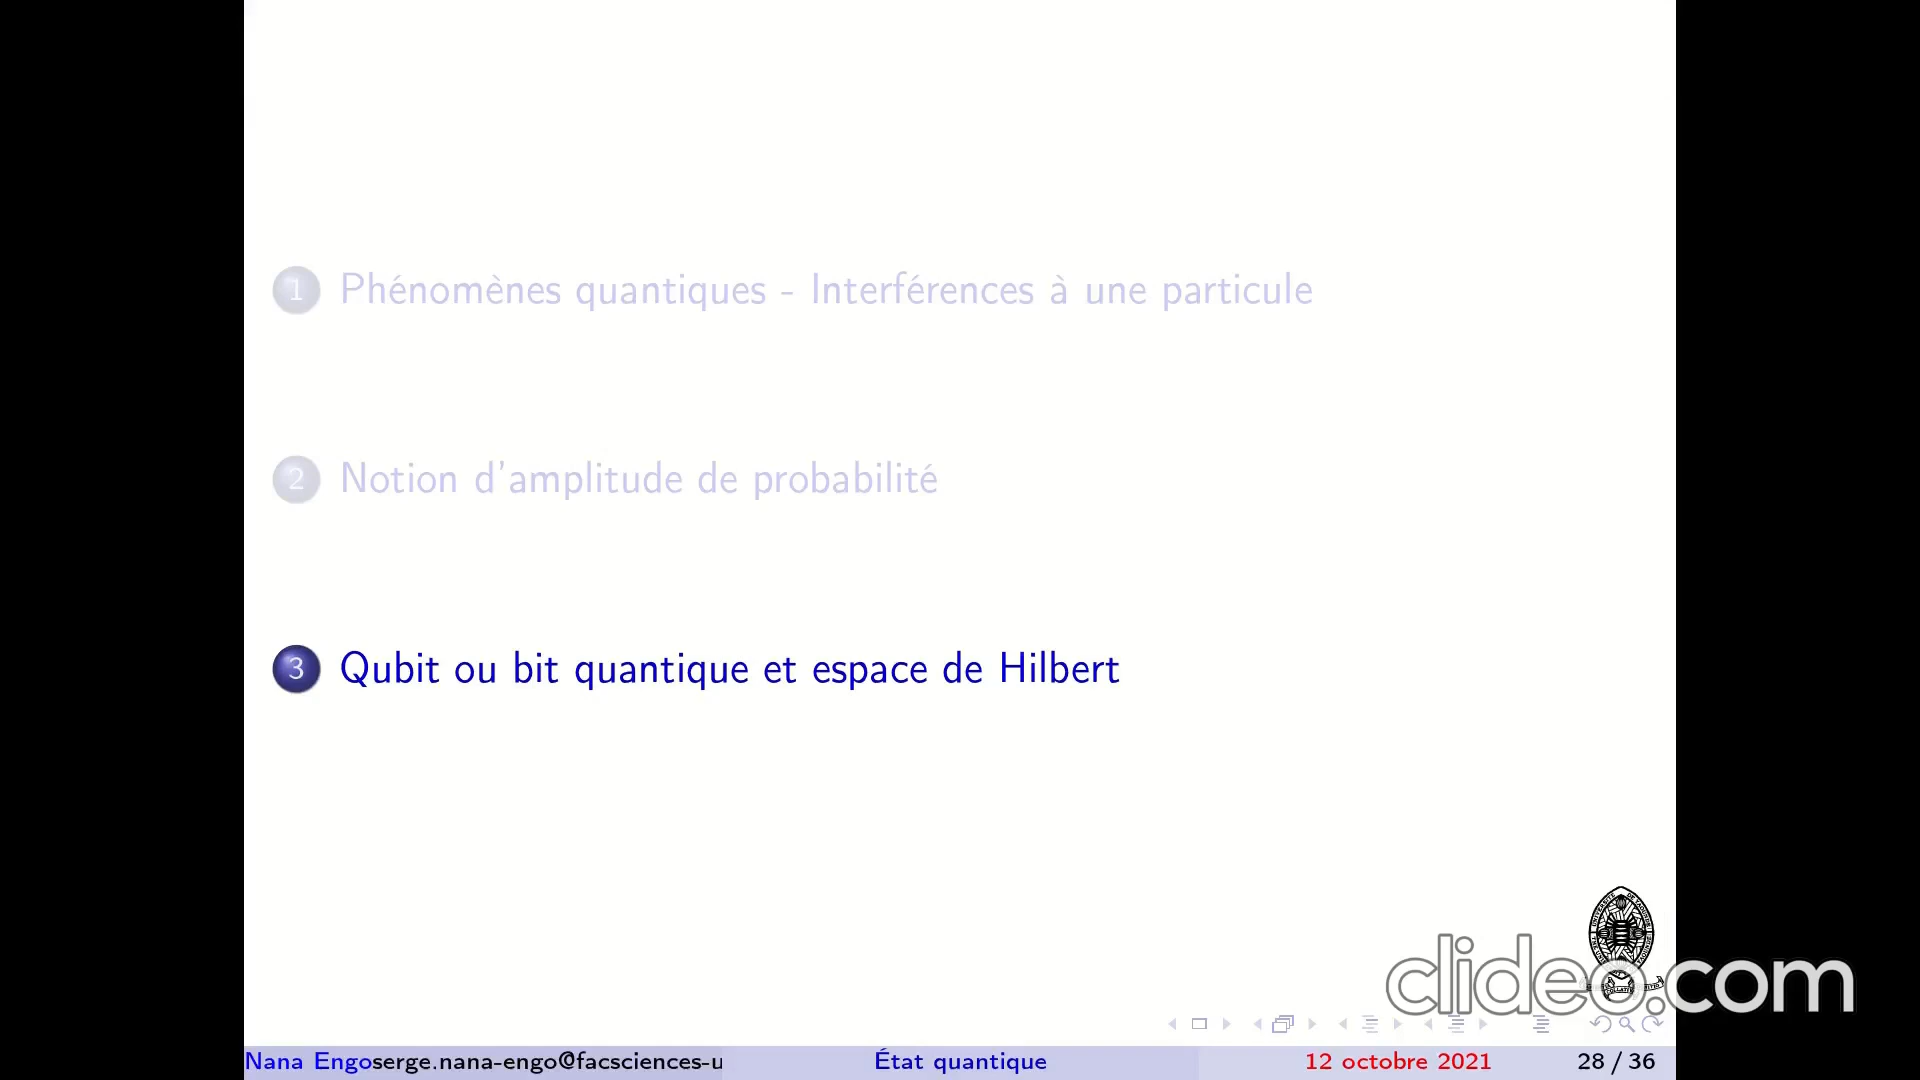 1 Phénomènes quantiques - Interférences à une particule
2 Notion d'amplitude de probabilité
3 Qubit ou bit quantique et espace de Hilbert
clideo.com
Nana Engoserge.nana-engo@facsciences-u État quantique 12 octobre 2021 28 / 36